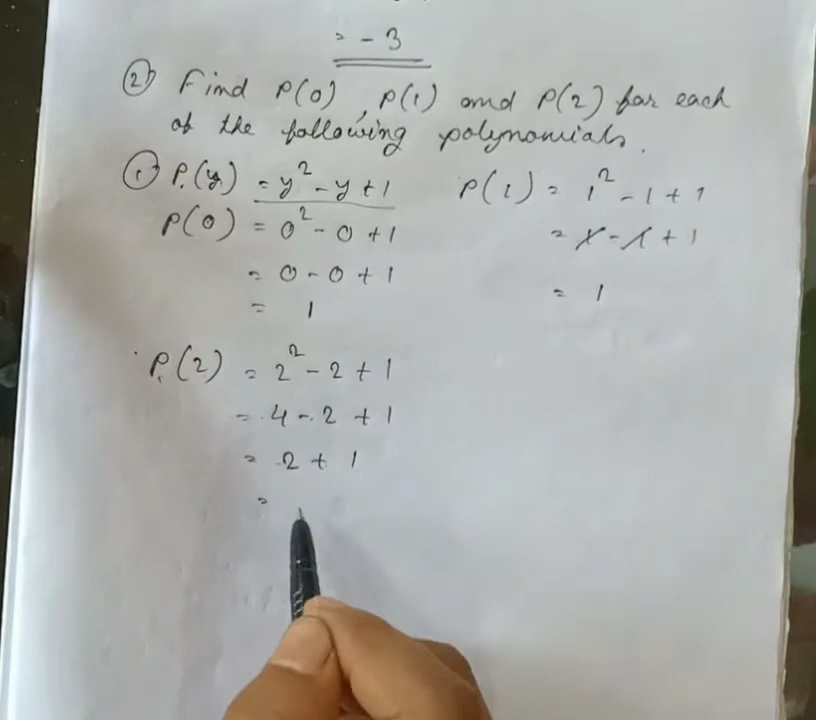 = - 3
② Find P(0), P(1) and P(2) for each
of the following polynomials.
① P(y) = y² - y + 1
P(0) = 0² - 0 + 1
= 0 - 0 + 1
= 1
P(1) = 1² - 1 + 1
= 1 - 1 + 1
= 1
P(2) = 2² - 2 + 1
= 4 - 2 + 1
= 2 + 1
=